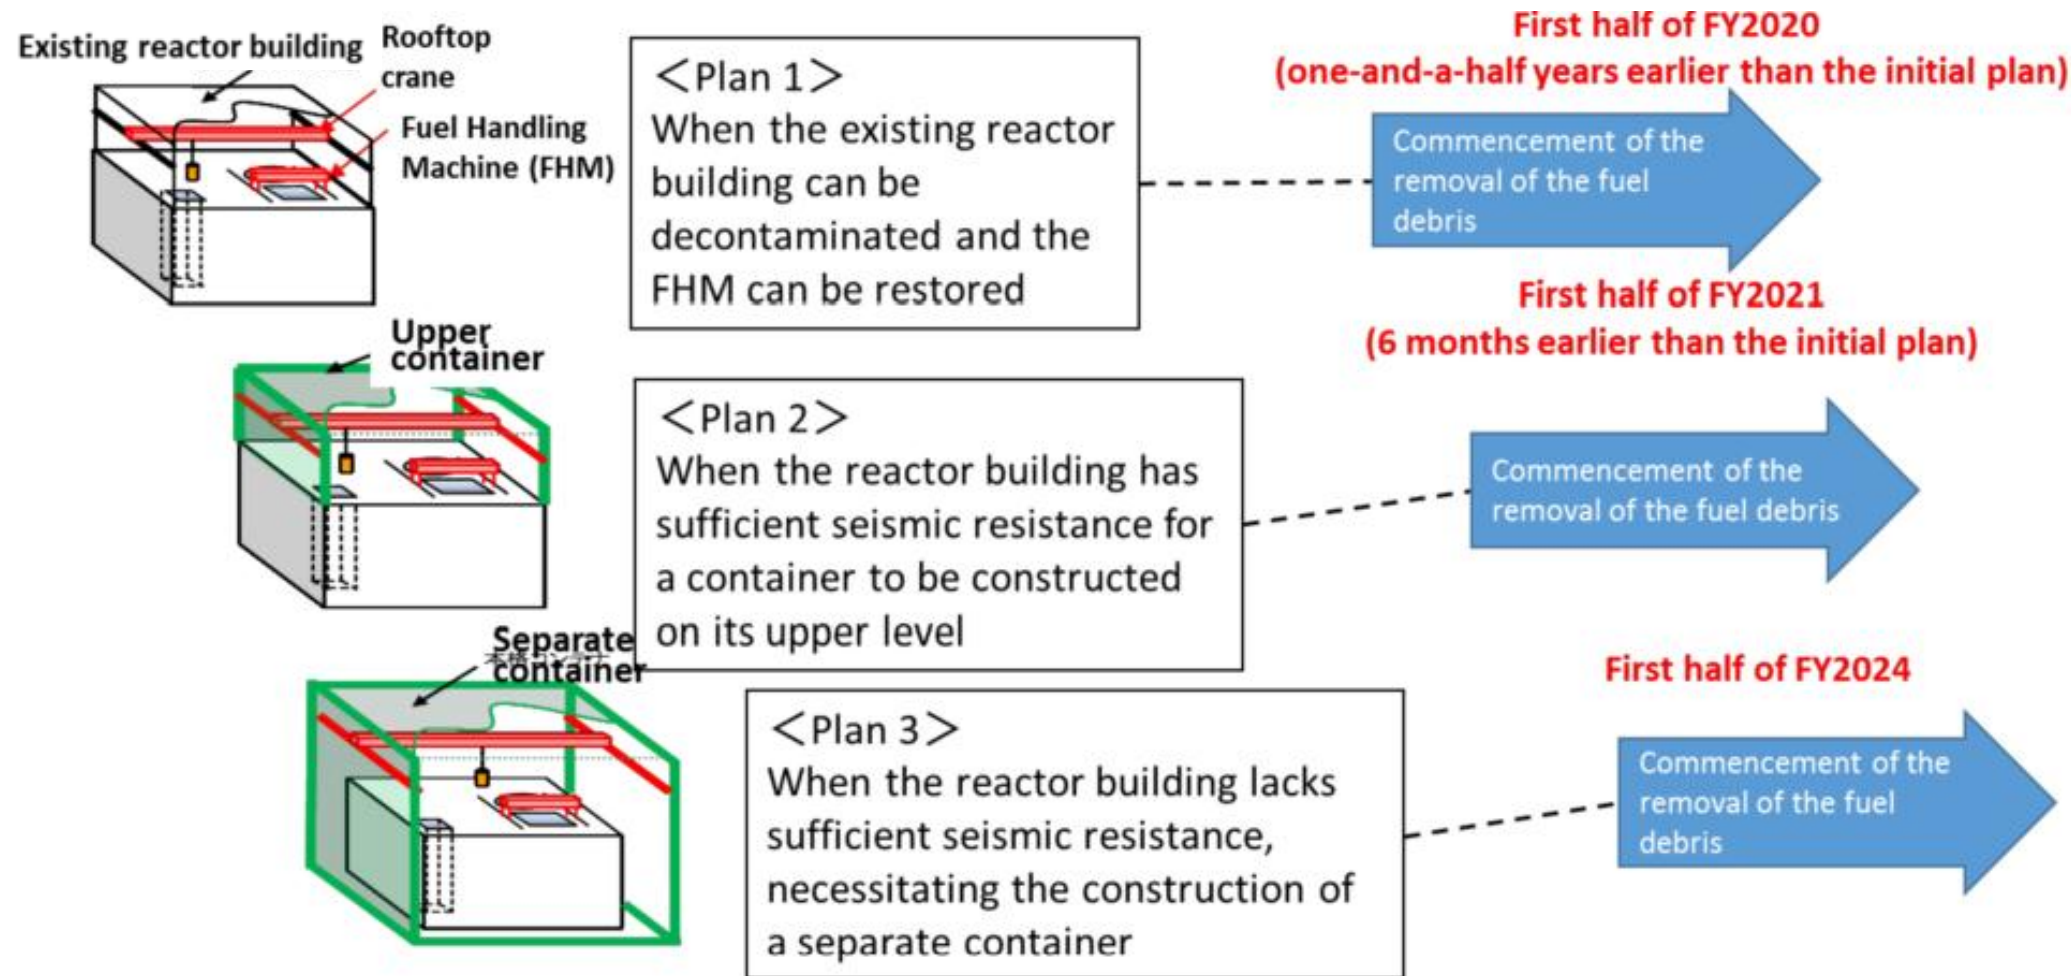 Existing reactor building
Rooftop
crane
Fuel Handling
Machine (FHM)
<Plan 1>
When the existing reactor
building can be
decontaminated and the
FHM can be restored
First half of FY2020
(one-and-a-half years earlier than the initial plan)
Commencement of the
removal of the fuel
debris
Upper
container
<Plan 2>
When the reactor building has
sufficient seismic resistance for
a container to be constructed
on its upper level
First half of FY2021
(6 months earlier than the initial plan)
Commencement of the
removal of the fuel debris
Separate
container
<Plan 3>
When the reactor building lacks
sufficient seismic resistance,
necessitating the construction of
a separate container
First half of FY2024
Commencement of the
removal of the fuel
debris